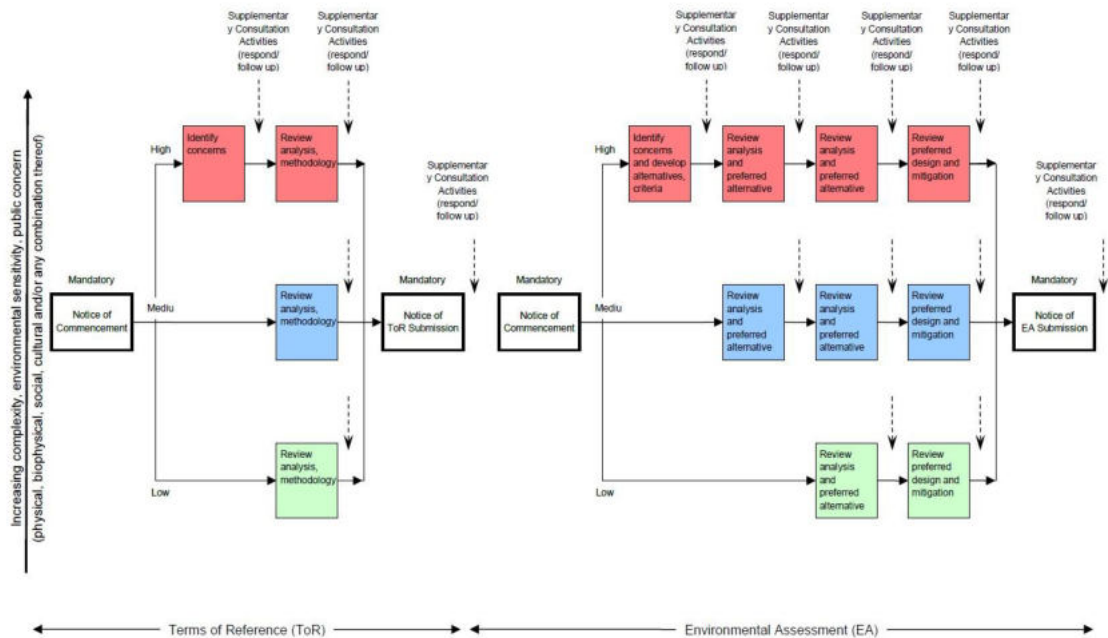 Supplementar
y Consultation
Activities
(respond/
follow up)
Supplementar
y Consultation
Activities
(respond/
follow up)
Supplementar
y Consultation
Activities
(respond/
follow up)
Supplementar
y Consultation
Activities
(respond/
follow up)
Supplementar
y Consultation
Activities
(respond/
follow up)
Supplementar
y Consultation
Activities
(respond/
follow up)
Increasing complexity, environmental sensitivity, public concern
(physical, biophysical, social, cultural and/or any combination thereof)
High
Identify
concerns
Review
analysis,
methodology
High
Identify
concerns
and develop
alternatives,
criteria
Review
analysis
and
preferred
alternative
Review
analysis
and
preferred
alternative
Review
preferred
design and
mitigation
Supplementar
y Consultation
Activities
(respond/
follow up)
Supplementar
y Consultation
Activities
(respond/
follow up)
Mandatory
Notice of
Commencement
Mediu
Review
analysis,
methodology
Mandatory
Notice of
ToR Submission
Mandatory
Notice of
Commencement
Mediu
Review
analysis
and
preferred
alternative
Review
analysis
and
preferred
alternative
Review
preferred
design and
mitigation
Mandatory
Notice of
EA Submission
Low
Review
analysis,
methodology
Low
Review
analysis
and
preferred
alternative
Review
preferred
design and
mitigation
Terms of Reference (ToR)
Environmental Assessment (EA)